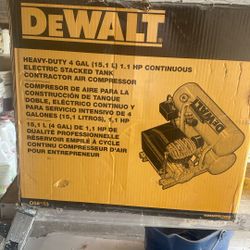 DEWALT
HEAVY-DUTY 4 GAL (15,1 L) 1.1 HP CONTINUOUS
ELECTRIC STACKED TANK
CONTRACTOR AIR COMPRESSOR
COMPRESOR DE AIRE PARA LA
CONSTRUCCIÓN DE TANQUE
DOBLE, ELÉCTRICO CONTINUO Y
PARA SERVICIO INTENSIVO DE 4
GALONES (15,1 LITROS), 1,1 HP
15,1 L (4 GAL) DE 1,1 HP DE
QUALITÉ PROFESSIONNELLE
RÉSERVOIR EMPILÉ À CYCLE
CONTINU COMPRESSEUR D'AIR
POUR ENTREPRENEUR
DEWALT